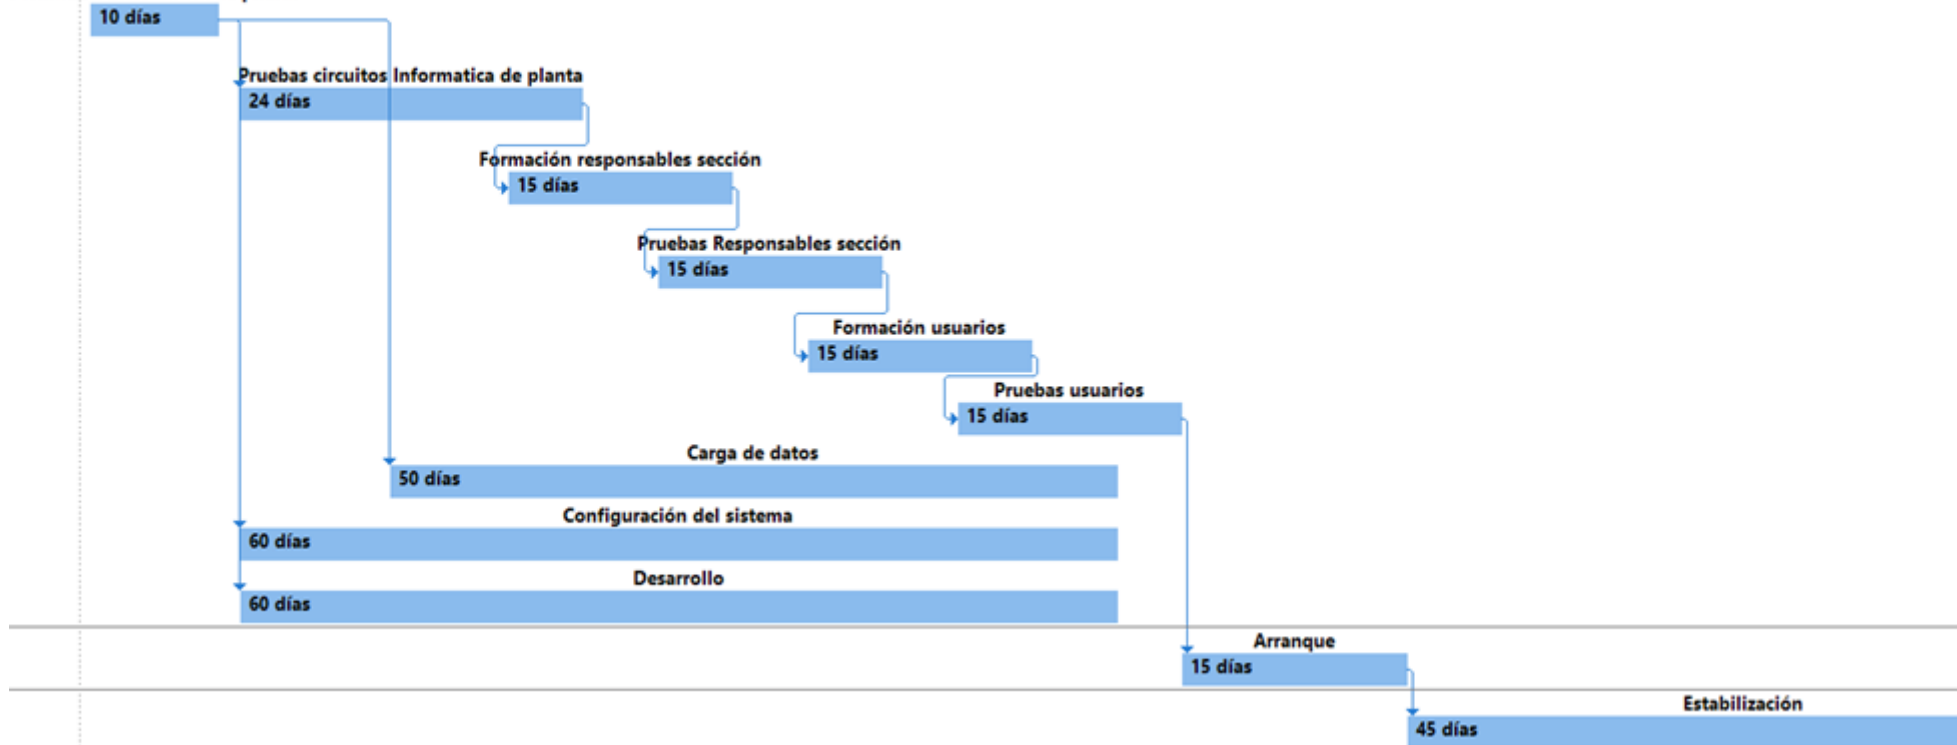 10 días
Pruebas circuitos Informatica de planta
24 días
Formación responsables sección
15 días
Pruebas Responsables sección
15 días
Formación usuarios
15 días
Pruebas usuarios
15 días
Carga de datos
50 días
Configuración del sistema
60 días
Desarrollo
60 días
Arranque
15 días
Estabilización
45 días